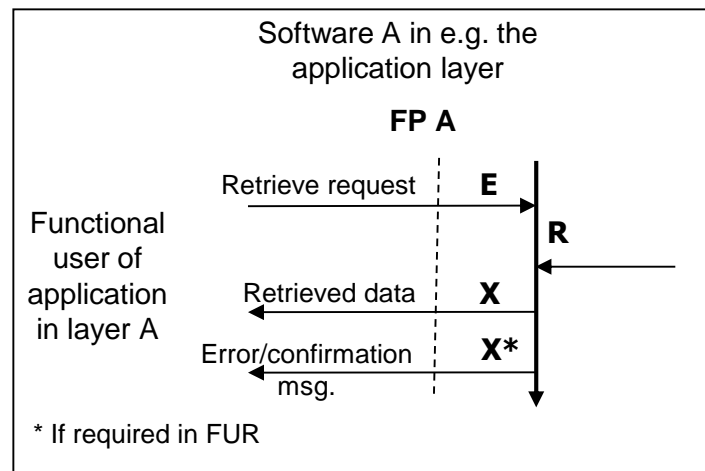 Software A in e.g. the
application layer
FP A
Retrieve request
E
Functional
user of
application
in layer A
R
Retrieved data
X
Error/confirmation
msg.
X*
* If required in FUR